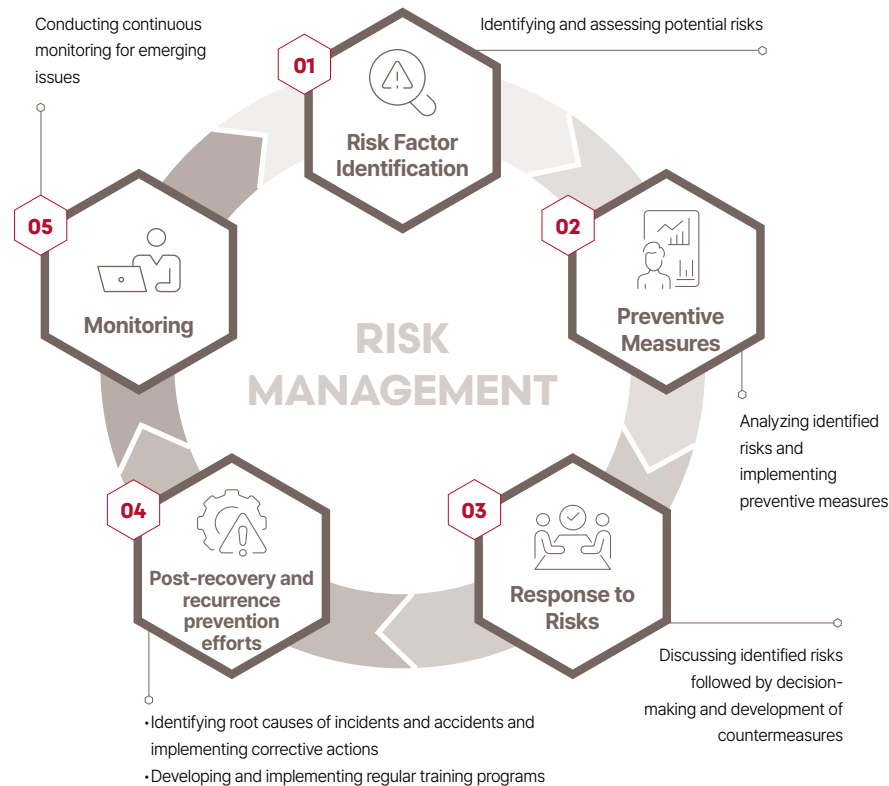 Conducting continuous
monitoring for emerging
issues
Identifying and assessing potential risks
01
Risk Factor
Identification
05
Monitoring
02
Preventive
Measures
RISK
MANAGEMENT
Analyzing identified
risks and
implementing
preventive measures
04
Post-recovery and
recurrence
prevention
efforts
03
Response to
Risks
Discussing identified risks
followed by decision-
making and development of
countermeasures
•Identifying root causes of incidents and accidents and
implementing corrective actions
•Developing and implementing regular training programs